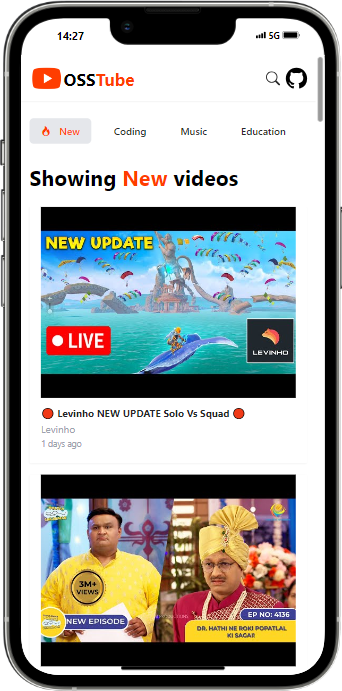 14:27
5G
OSSTube
New
Coding
Music
Education
Showing New videos
NEW UPDATE
LIVE
LEVINHO
🔴 Levinho NEW UPDATE Solo Vs Squad 🔴
Levinho
1 days ago
3M+
VIEWS
NEW EPISODE
EP NO: 4136
DR. HATHI NE ROKI POPATLAL
KI SAGAI!